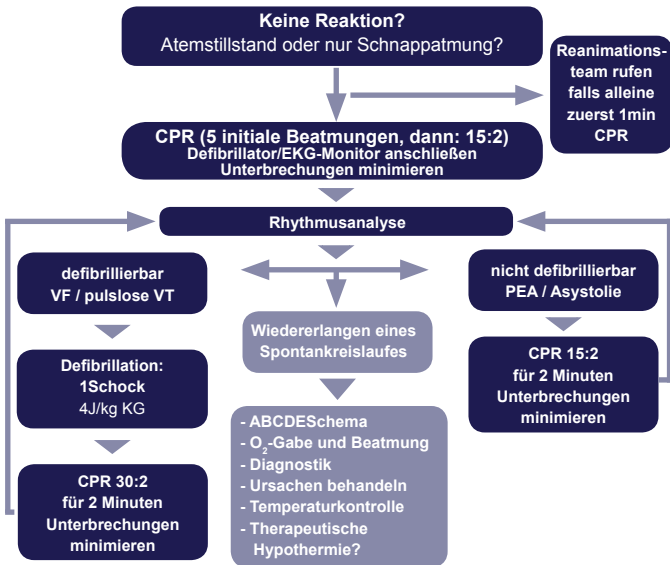 Keine Reaktion?
Atemstillstand oder nur Schnappatmung?
Reanimations-
team rufen
falls alleine
zuerst 1min
CPR
CPR (5 initiale Beatmungen, dann: 15:2)
Defibrillator/EKG-Monitor anschließen
Unterbrechungen minimieren
Rhythmusanalyse
defibrillierbar
VF / pulslose VT
nicht defibrillierbar
PEA / Asystolie
Wiedererlangen eines
Spontankreislaufes
Defibrillation:
1Schock
4J/kg KG
CPR 15:2
für 2 Minuten
Unterbrechungen
minimieren
- ABCDESchema
- O₂-Gabe und Beatmung
- Diagnostik
- Ursachen behandeln
- Temperaturkontrolle
- Therapeutische
Hypothermie?
CPR 30:2
für 2 Minuten
Unterbrechungen
minimieren